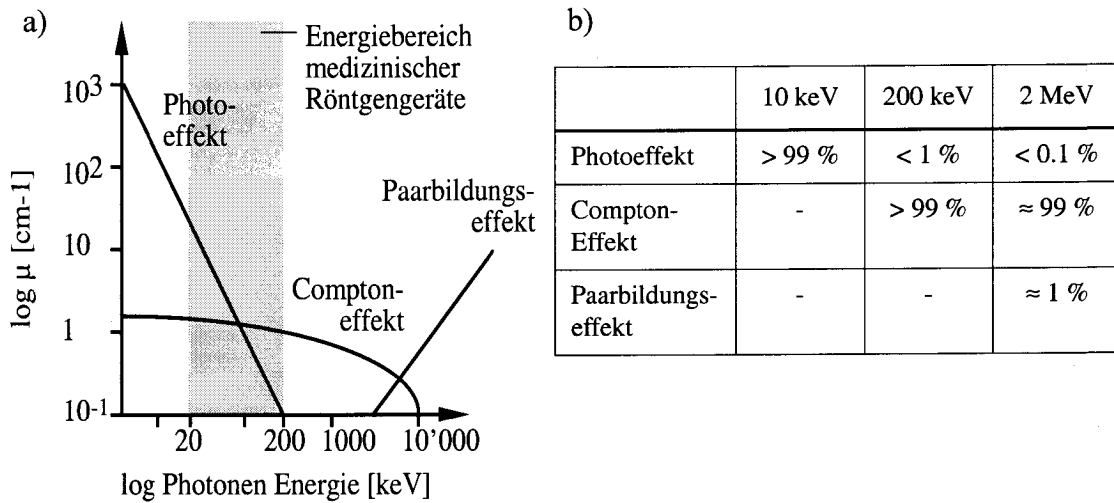 a)
Energiebereich
medizinischer
Röntgengeräte
Photo-
effekt
Paarbildungs-
effekt
Compton-
effekt
log µ [cm-1]
10³
10²
10
1
10⁻¹
20 200 1000 10'000
log Photonen Energie [keV]
b)
10 keV 200 keV 2 MeV
Photoeffekt > 99 % < 1 % < 0.1 %
Compton- - > 99 % ≈ 99 %
Effekt
Paarbildungs- - - ≈ 1 %
effekt